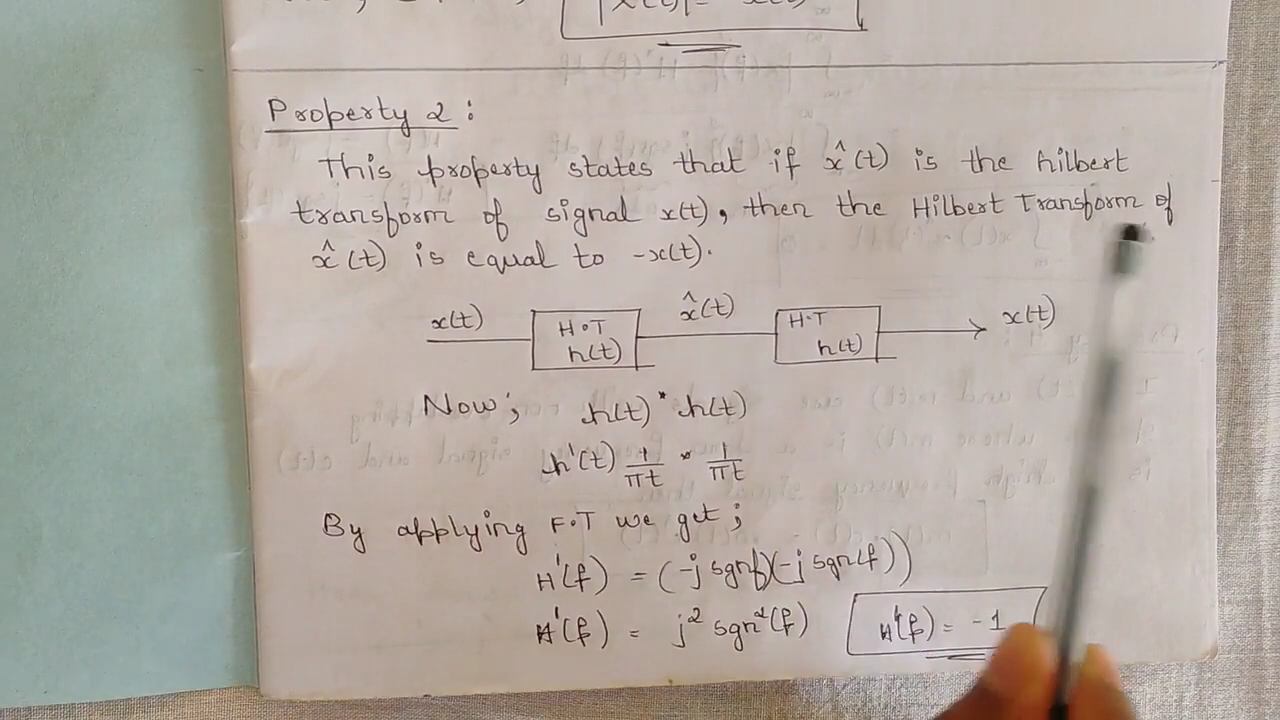 |x(t)| =
Property 2 :
This property states that if x̂(t) is the hilbert
transform of signal x(t), then the Hilbert Transform of
x̂(t) is equal to -x(t).
x(t) H.T h(t) x̂(t) H.T h(t) x(t)
Now; h(t) * h(t)
h'(t) 1/πt * 1/πt
By applying F.T we get;
H'(f) = (-j sgnf)(-j sgn(f))
H'(f) = j² sgn²(f) H'(f) = -1